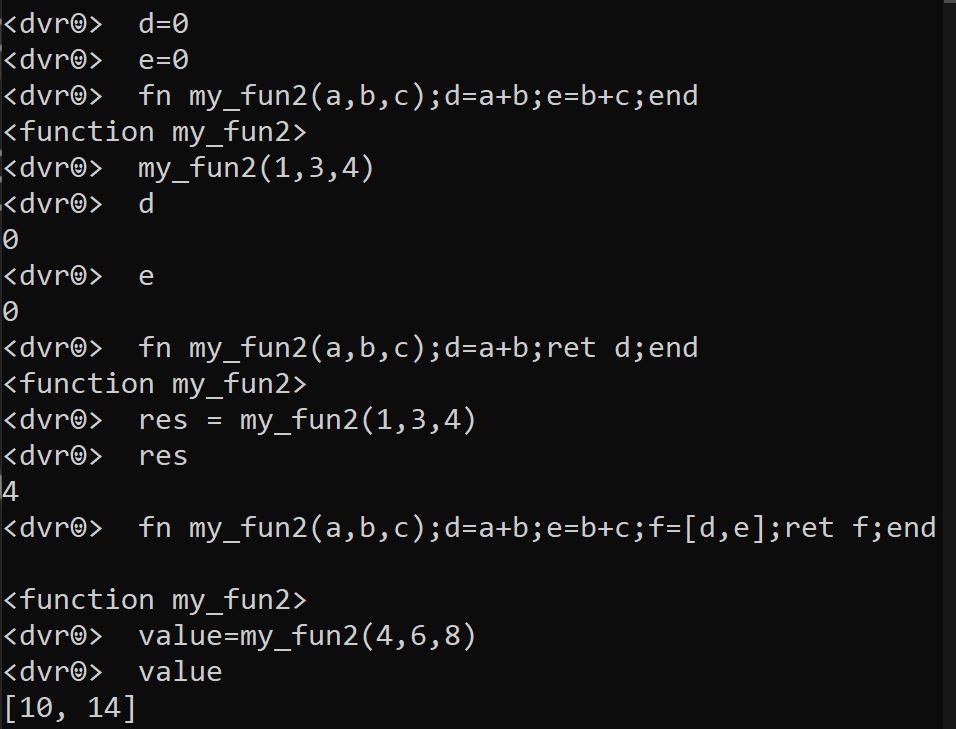 <dvr☺>  d=0
<dvr☺>  e=0
<dvr☺>  fn my_fun2(a,b,c);d=a+b;e=b+c;end
<function my_fun2>
<dvr☺>  my_fun2(1,3,4)
<dvr☺>  d
0
<dvr☺>  e
0
<dvr☺>  fn my_fun2(a,b,c);d=a+b;ret d;end
<function my_fun2>
<dvr☺>  res = my_fun2(1,3,4)
<dvr☺>  res
4
<dvr☺>  fn my_fun2(a,b,c);d=a+b;e=b+c;f=[d,e];ret f;end
<function my_fun2>
<dvr☺>  value=my_fun2(4,6,8)
<dvr☺>  value
[10, 14]